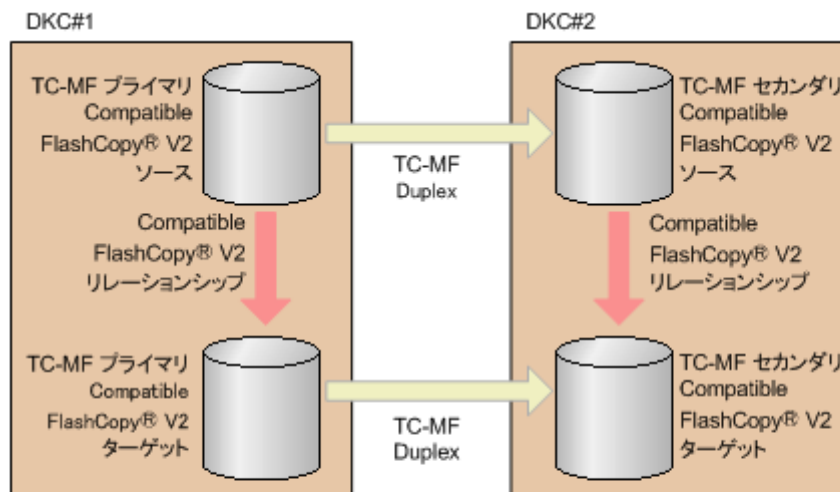 DKC#1
DKC#2
TC-MF プライマリ
Compatible
FlashCopy® V2
ソース
TC-MF
Duplex
TC-MF セカンダリ
Compatible
FlashCopy® V2
ソース
Compatible
FlashCopy® V2
リレーションシップ
Compatible
FlashCopy® V2
リレーションシップ
TC-MF プライマリ
Compatible
FlashCopy® V2
ターゲット
TC-MF
Duplex
TC-MF セカンダリ
Compatible
FlashCopy® V2
ターゲット